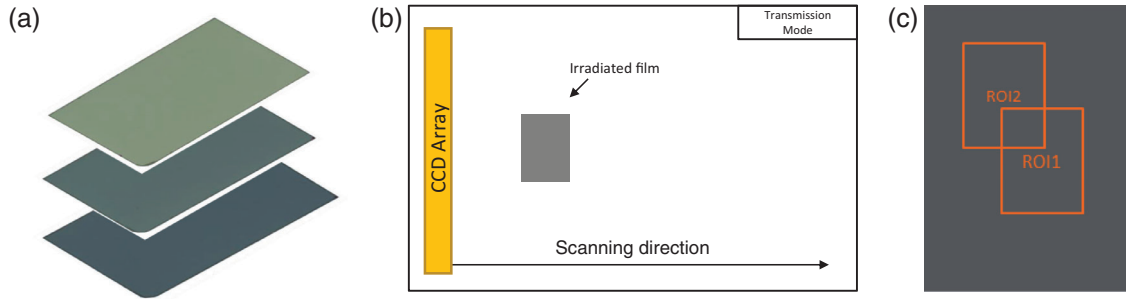 (a)
(b)
Transmission
Mode
Irradiated film
CCD Array
Scanning direction
(c)
ROI2
ROI1